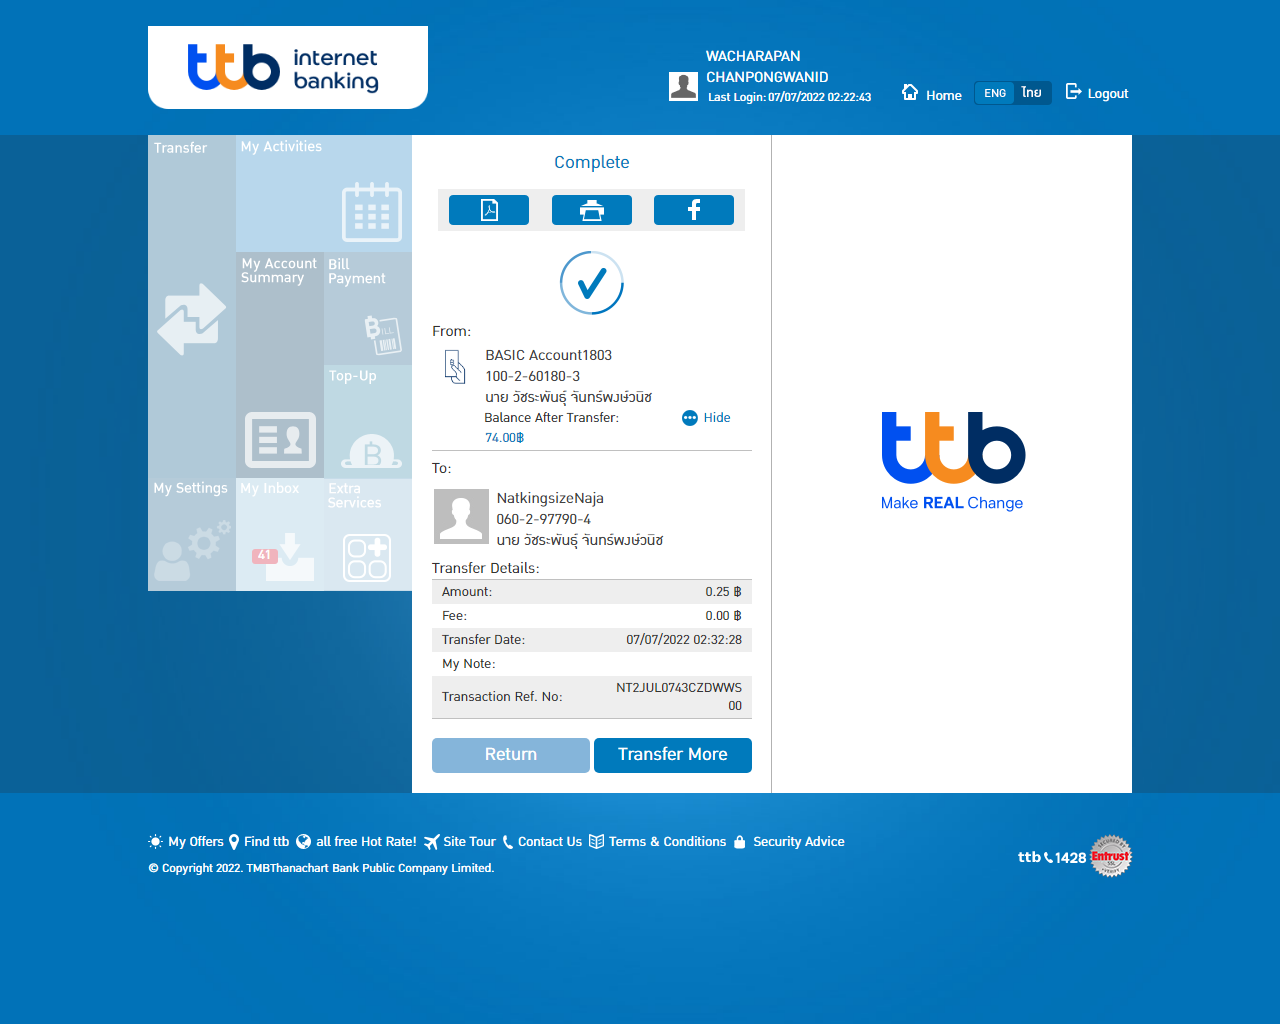 ttb internet
banking
WACHARAPAN
CHANPONGWANID
Last Login: 07/07/2022 02:22:43
Home
ENG ไทย
Logout
Transfer
My Activities
My Account
Summary
Bill
Payment
BILL
Top-Up
฿
My Settings
My Inbox
41
Extra
Services
Complete
From:
BASIC Account1803
100-2-60180-3
นาย วัชระพันธุ์ จันทร์พงษ์วนิช
Balance After Transfer:
Hide
74.00฿
To:
NatkingsizeNaja
060-2-97790-4
นาย วัชระพันธุ์ จันทร์พงษ์วนิช
Transfer Details:
Amount: 0.25 ฿
Fee: 0.00 ฿
Transfer Date: 07/07/2022 02:32:28
My Note:
Transaction Ref. No: NT2JUL0743CZDWWS
00
Return
Transfer More
ttb
Make REAL Change
My Offers Find ttb all free Hot Rate! Site Tour Contact Us Terms & Conditions Security Advice
© Copyright 2022. TMBThanachart Bank Public Company Limited.
ttb 1428
SECURED BY
Entrust
SSL